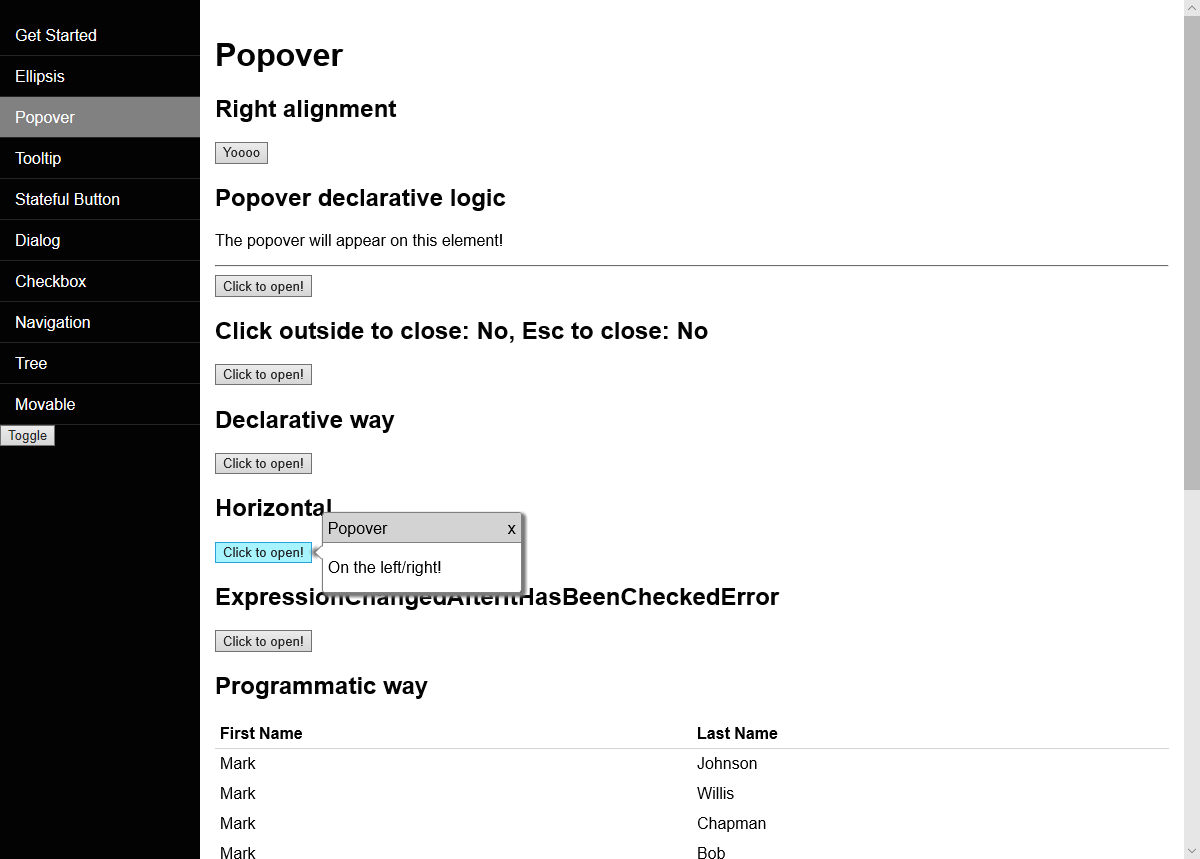 Get Started
Ellipsis
Popover
Tooltip
Stateful Button
Dialog
Checkbox
Navigation
Tree
Movable
Toggle
Popover
Right alignment
Yoooo
Popover declarative logic
The popover will appear on this element!
Click to open!
Click outside to close: No, Esc to close: No
Click to open!
Declarative way
Click to open!
Horizontal
Click to open!
Popover x
On the left/right!
ExpressionChangedAfterItHasBeenCheckedError
Click to open!
Programmatic way
First Name Last Name
Mark Johnson
Mark Willis
Mark Chapman
Mark Bob